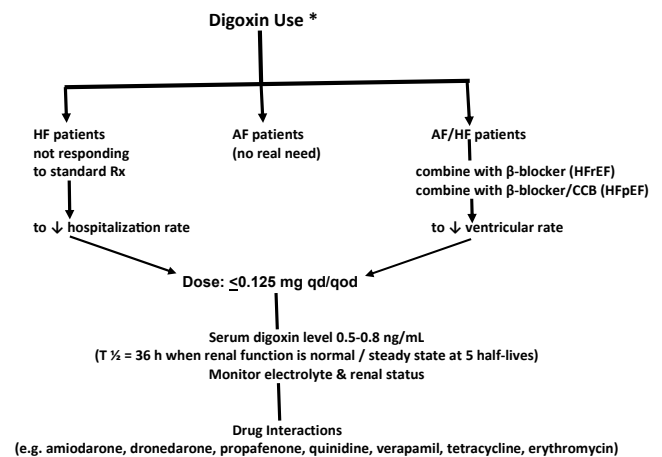 Digoxin Use *
HF patients
not responding
to standard Rx
AF patients
(no real need)
AF/HF patients
combine with β-blocker (HFrEF)
combine with β-blocker/CCB (HFpEF)
to ↓ hospitalization rate
to ↓ ventricular rate
Dose: <0.125 mg qd/qod
Serum digoxin level 0.5-0.8 ng/mL
(T ½ = 36 h when renal function is normal / steady state at 5 half-lives)
Monitor electrolyte & renal status
Drug Interactions
(e.g. amiodarone, dronedarone, propafenone, quinidine, verapamil, tetracycline, erythromycin)